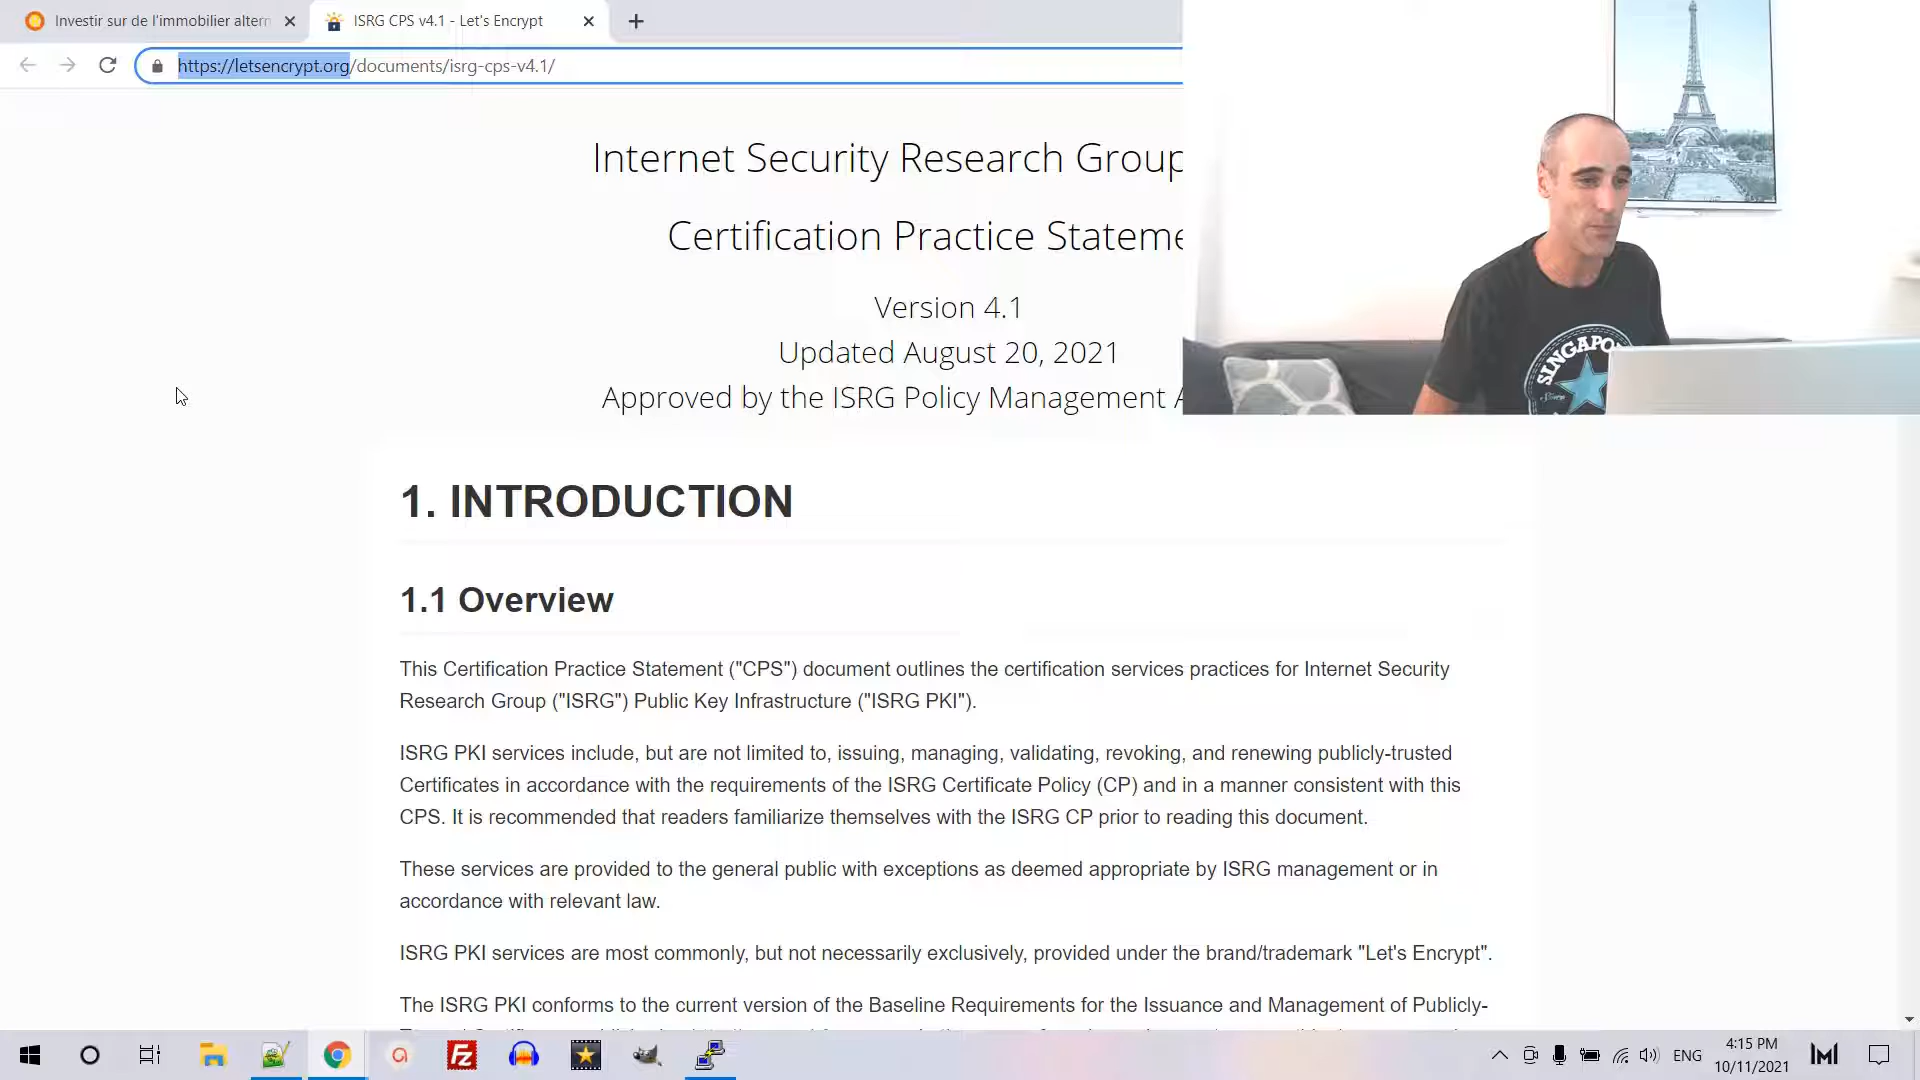 Investir sur de l'immobilier altern
ISRG CPS v4.1 - Let's Encrypt
https://letsencrypt.org/documents/isrg-cps-v4.1/
Internet Security Research Group
Certification Practice Stateme
Version 4.1
Updated August 20, 2021
Approved by the ISRG Policy Management A
SINGAPO
1. INTRODUCTION
1.1 Overview
This Certification Practice Statement ("CPS") document outlines the certification services practices for Internet Security
Research Group ("ISRG") Public Key Infrastructure ("ISRG PKI").
ISRG PKI services include, but are not limited to, issuing, managing, validating, revoking, and renewing publicly-trusted
Certificates in accordance with the requirements of the ISRG Certificate Policy (CP) and in a manner consistent with this
CPS. It is recommended that readers familiarize themselves with the ISRG CP prior to reading this document.
These services are provided to the general public with exceptions as deemed appropriate by ISRG management or in
accordance with relevant law.
ISRG PKI services are most commonly, but not necessarily exclusively, provided under the brand/trademark "Let's Encrypt".
The ISRG PKI conforms to the current version of the Baseline Requirements for the Issuance and Management of Publicly-
ENG
4:15 PM
10/11/2021